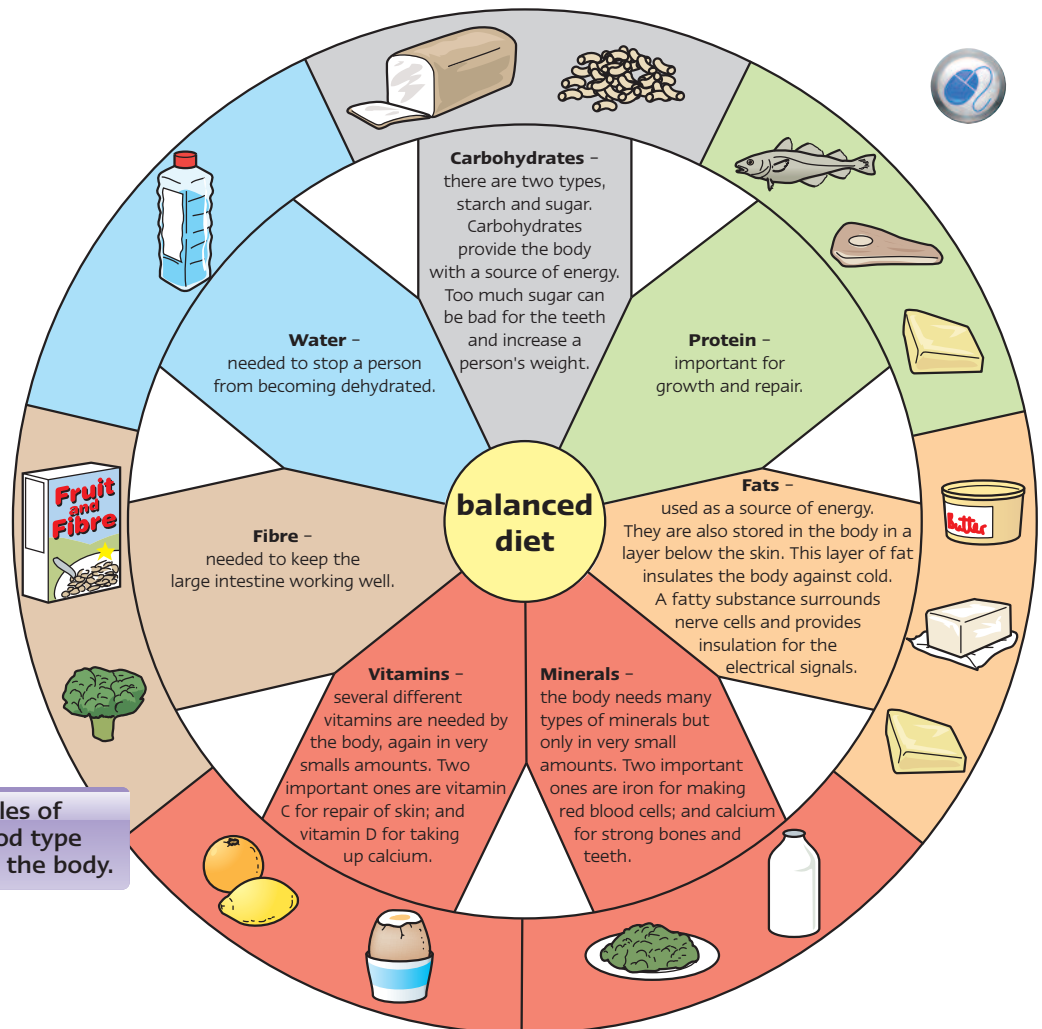 Carbohydrates –
there are two types,
starch and sugar.
Carbohydrates
provide the body
with a source of energy.
Too much sugar can
be bad for the teeth
and increase a
person's weight.
Water –
needed to stop a person
from becoming dehydrated.
Protein –
important for
growth and repair.
balanced
diet
Fats –
used as a source of energy.
They are also stored in the body in a
layer below the skin. This layer of fat
insulates the body against cold.
A fatty substance surrounds
nerve cells and provides
insulation for the
electrical signals.
Butter
Fruit
and
Fibre
Fibre –
needed to keep the
large intestine working well.
Vitamins –
several different
vitamins are needed by
the body, again in very
smalls amounts. Two
important ones are vitamin
C for repair of skin; and
vitamin D for taking
up calcium.
Minerals –
the body needs many
types of minerals but
only in very small
amounts. Two important
ones are iron for making
red blood cells; and calcium
for strong bones and
teeth.
les of
od type
the body.